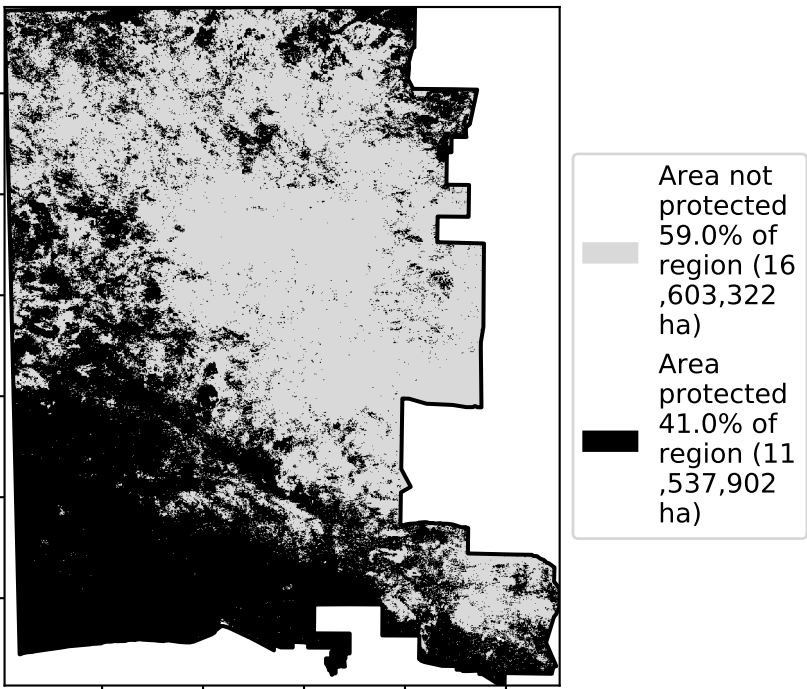 Area not
protected
59.0% of
region (16
,603,322
ha)
Area
protected
41.0% of
region (11
,537,902
ha)